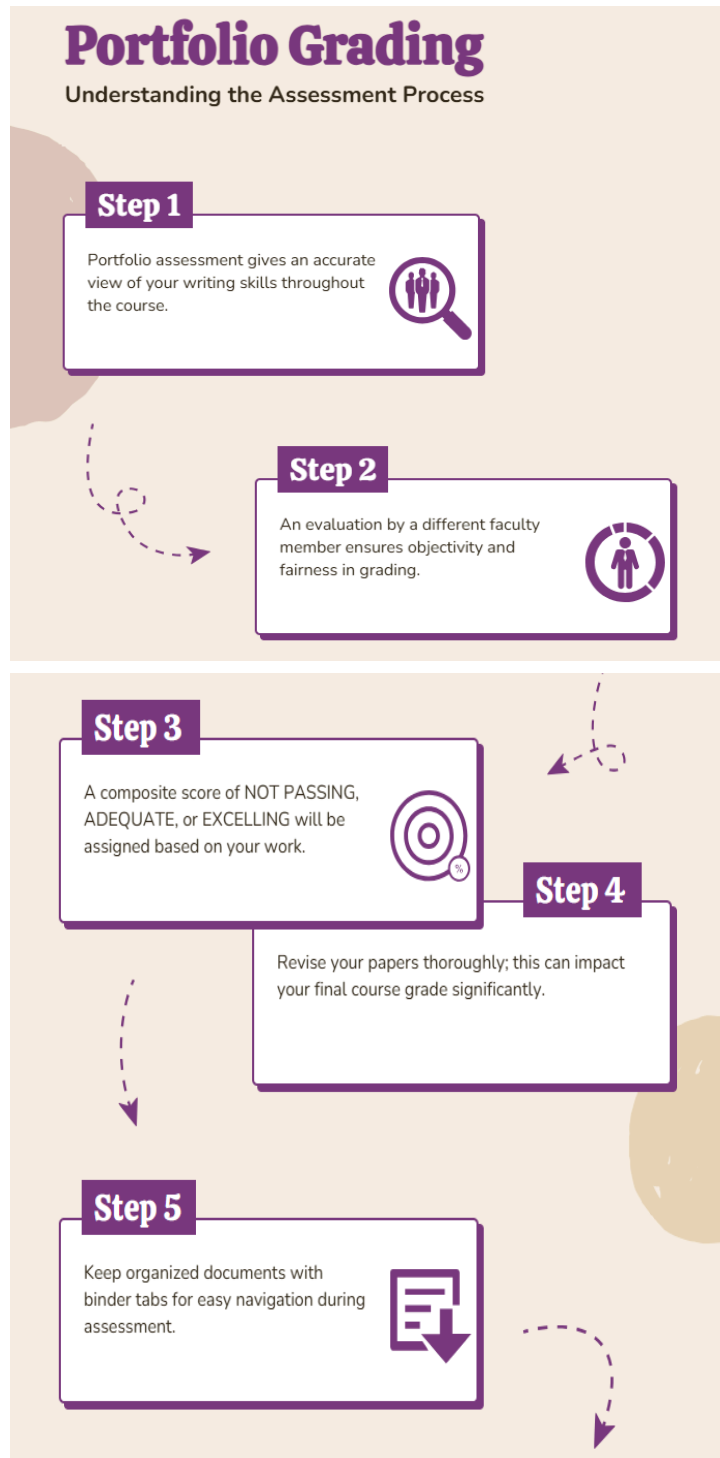 Portfolio Grading
Understanding the Assessment Process
Step 1
Portfolio assessment gives an accurate
view of your writing skills throughout
the course.
Step 2
An evaluation by a different faculty
member ensures objectivity and
fairness in grading.
Step 3
A composite score of NOT PASSING,
ADEQUATE, or EXCELLING will be
assigned based on your work.
%
Step 4
Revise your papers thoroughly; this can impact
your final course grade significantly.
Step 5
Keep organized documents with
binder tabs for easy navigation during
assessment.